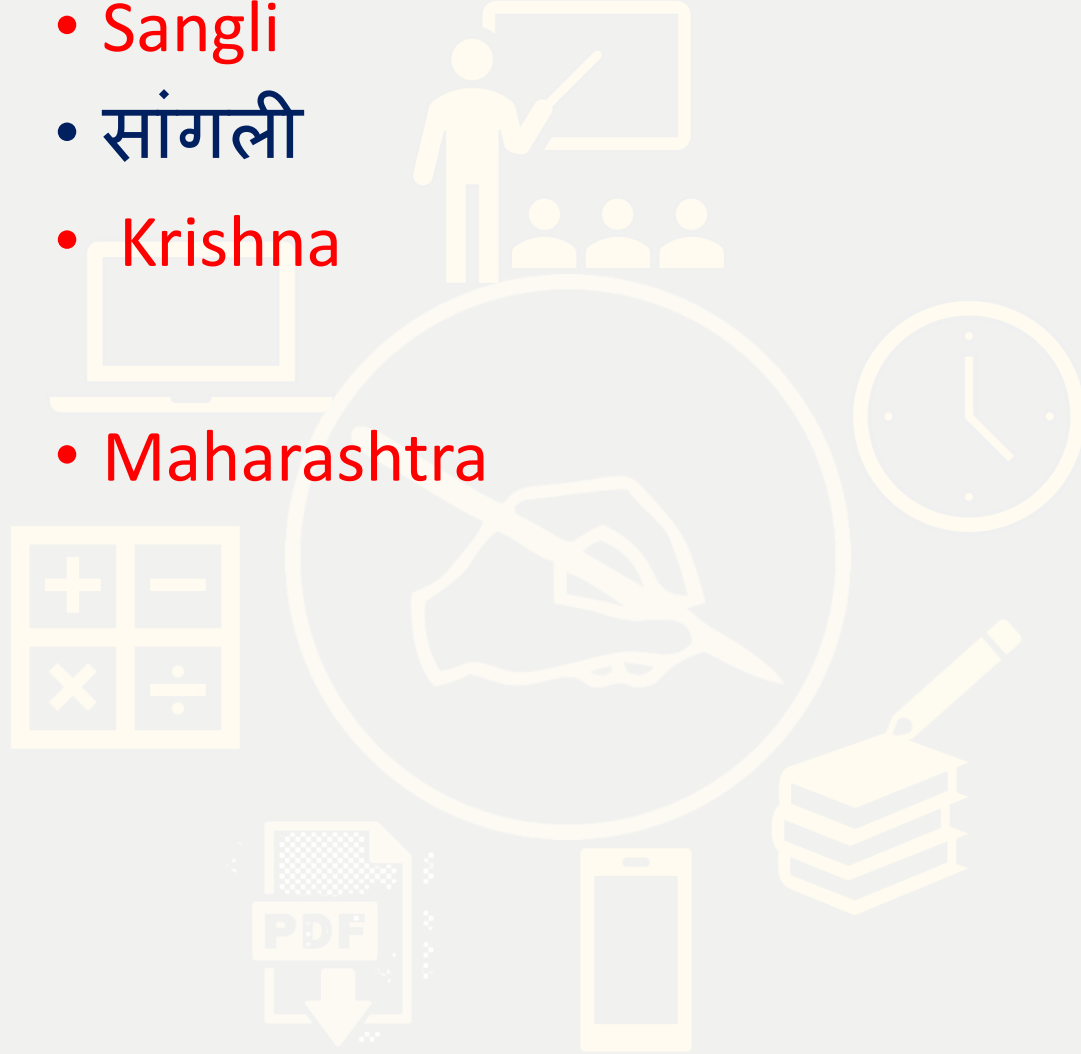 • Sangli
• सांगली
• Krishna
• Maharashtra
PDF